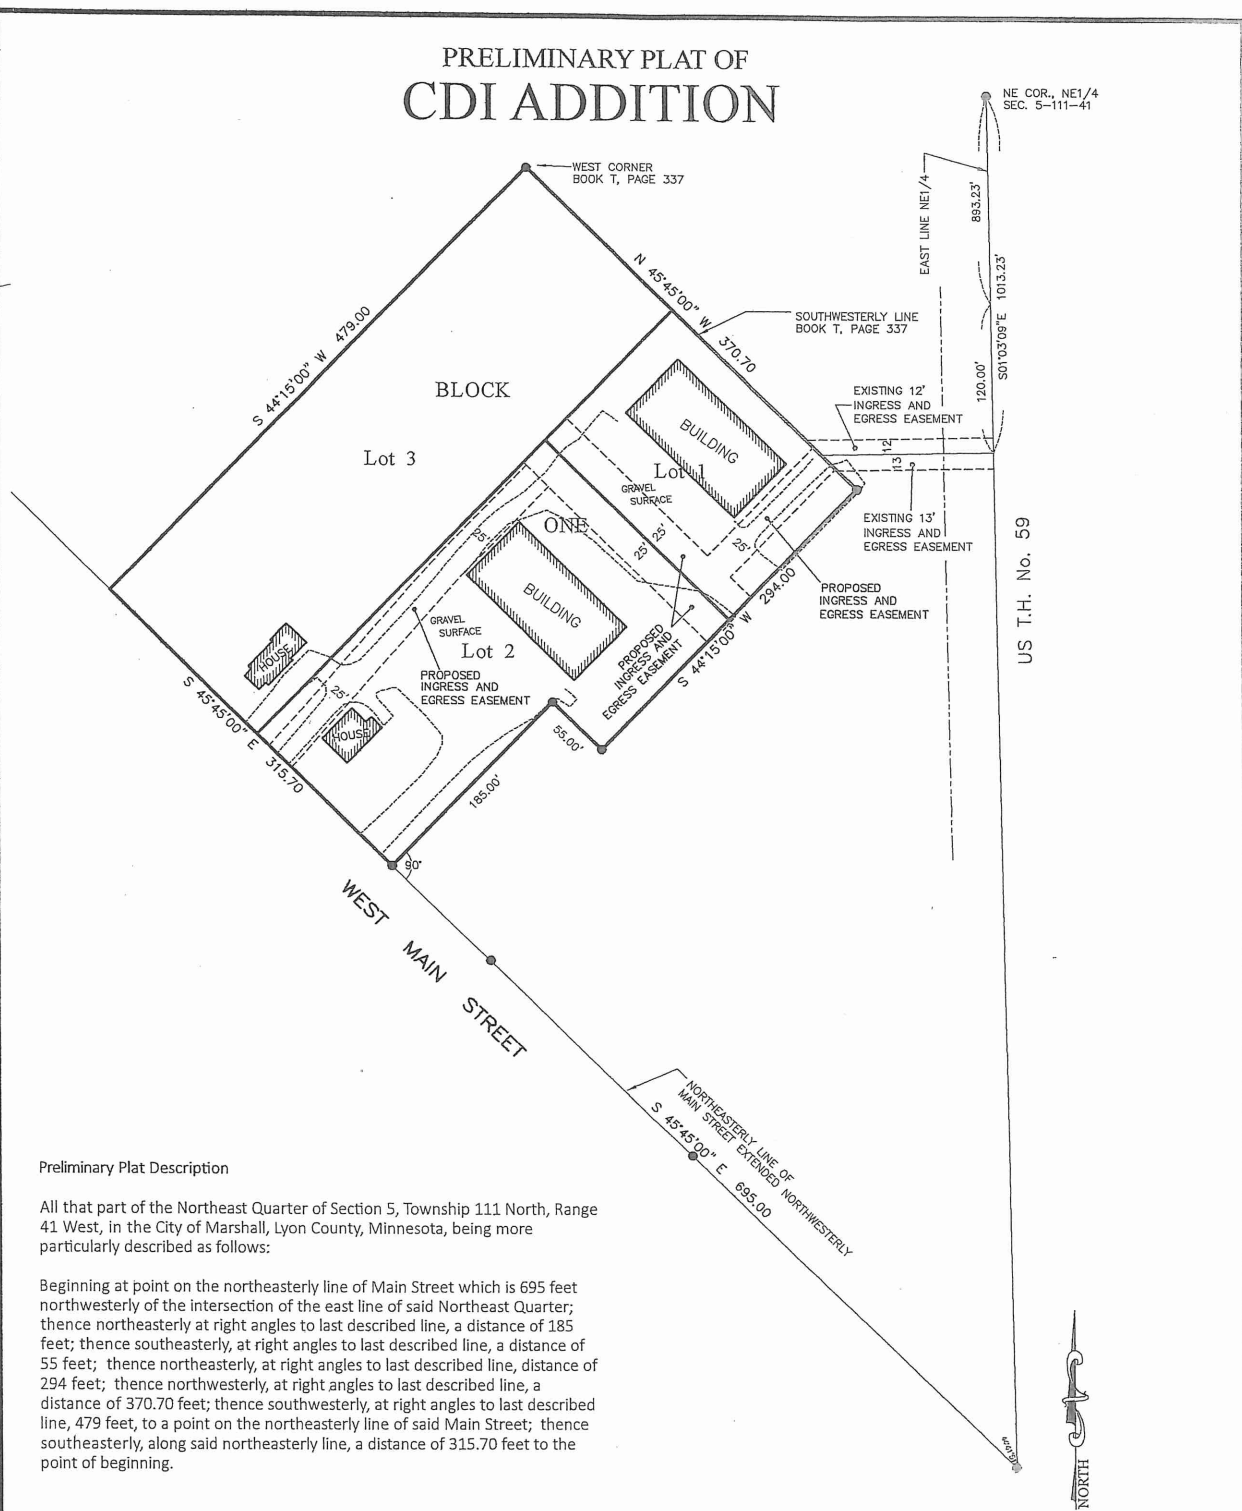 PRELIMINARY PLAT OF
CDI ADDITION
NE COR., NE1/4
SEC. 5-111-41
WEST CORNER
BOOK T, PAGE 337
EAST LINE NE1/4
893.23'
S01°03'09"E 1013.23'
120.00'
N 45°45'00" W 370.70
S 44°15'00" W 479.00
SOUTHWESTERLY LINE
BOOK T, PAGE 337
BLOCK
ONE
Lot 3
BUILDING
Lot 1
GRAVEL
SURFACE
EXISTING 12'
INGRESS AND
EGRESS EASEMENT
12'
13'
EXISTING 13'
INGRESS AND
EGRESS EASEMENT
25'
25'
25'
25'
PROPOSED
INGRESS AND
EGRESS EASEMENT
S 44°15'00" W 294.00
US T.H. No. 59
BUILDING
GRAVEL
SURFACE
Lot 2
PROPOSED
INGRESS AND
EGRESS EASEMENT
PROPOSED
INGRESS AND
EGRESS EASEMENT
HOUSE
25'
HOUSE
S 45°45'00" E 315.70
55.00'
185.00'
90°
WEST MAIN STREET
NORTHEASTERLY LINE OF
MAIN STREET EXTENDED NORTHWESTERLY
S 45°45'00" E 695.00
NORTH
Preliminary Plat Description
All that part of the Northeast Quarter of Section 5, Township 111 North, Range
41 West, in the City of Marshall, Lyon County, Minnesota, being more
particularly described as follows:
Beginning at point on the northeasterly line of Main Street which is 695 feet
northwesterly of the intersection of the east line of said Northeast Quarter;
thence northeasterly at right angles to last described line, a distance of 185
feet; thence southeasterly, at right angles to last described line, a distance of
55 feet; thence northeasterly, at right angles to last described line, distance of
294 feet; thence northwesterly, at right angles to last described line, a
distance of 370.70 feet; thence southwesterly, at right angles to last described
line, 479 feet, to a point on the northeasterly line of said Main Street; thence
southeasterly, along said northeasterly line, a distance of 315.70 feet to the
point of beginning.